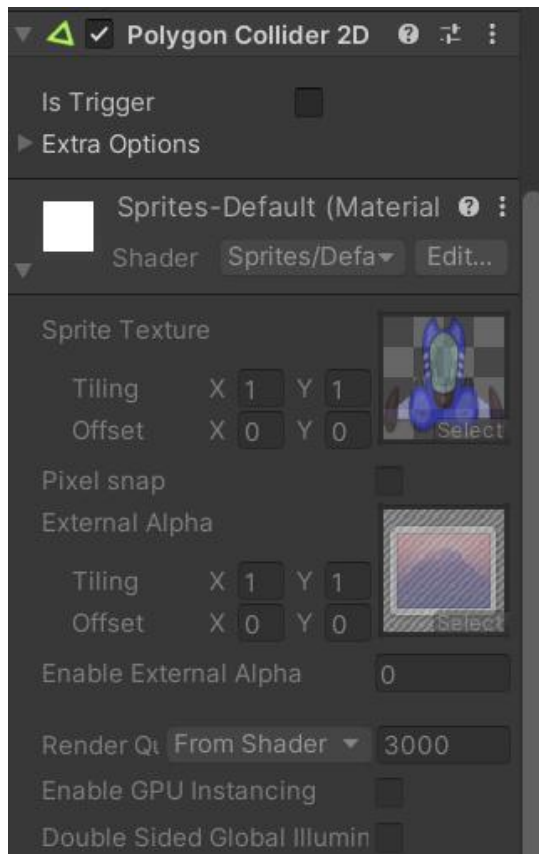 Polygon Collider 2D
Is Trigger
Extra Options
Sprites-Default (Material
Shader Sprites/Defa Edit...
Sprite Texture
Tiling X 1 Y 1
Offset X 0 Y 0 Select
Pixel snap
External Alpha
Tiling X 1 Y 1
Offset X 0 Y 0 Select
Enable External Alpha 0
Render Qu From Shader 3000
Enable GPU Instancing
Double Sided Global Illumin